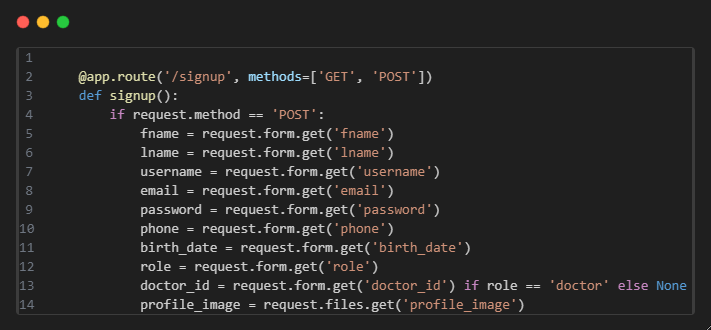 1
2 @app.route('/signup', methods=['GET', 'POST'])
3 def signup():
4 if request.method == 'POST':
5 fname = request.form.get('fname')
6 lname = request.form.get('lname')
7 username = request.form.get('username')
8 email = request.form.get('email')
9 password = request.form.get('password')
10 phone = request.form.get('phone')
11 birth_date = request.form.get('birth_date')
12 role = request.form.get('role')
13 doctor_id = request.form.get('doctor_id') if role == 'doctor' else None
14 profile_image = request.files.get('profile_image')